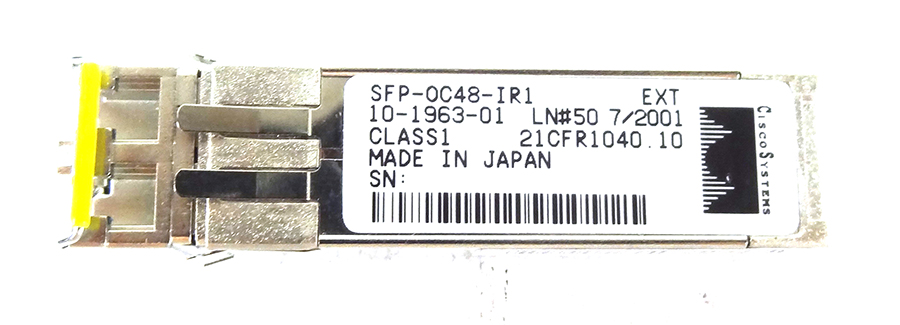 SFP-OC48-IR1 EXT
10-1963-01 LN#50 7/2001
CLASS1 21CFR1040.10
MADE IN JAPAN
SN:
CISCO SYSTEMS